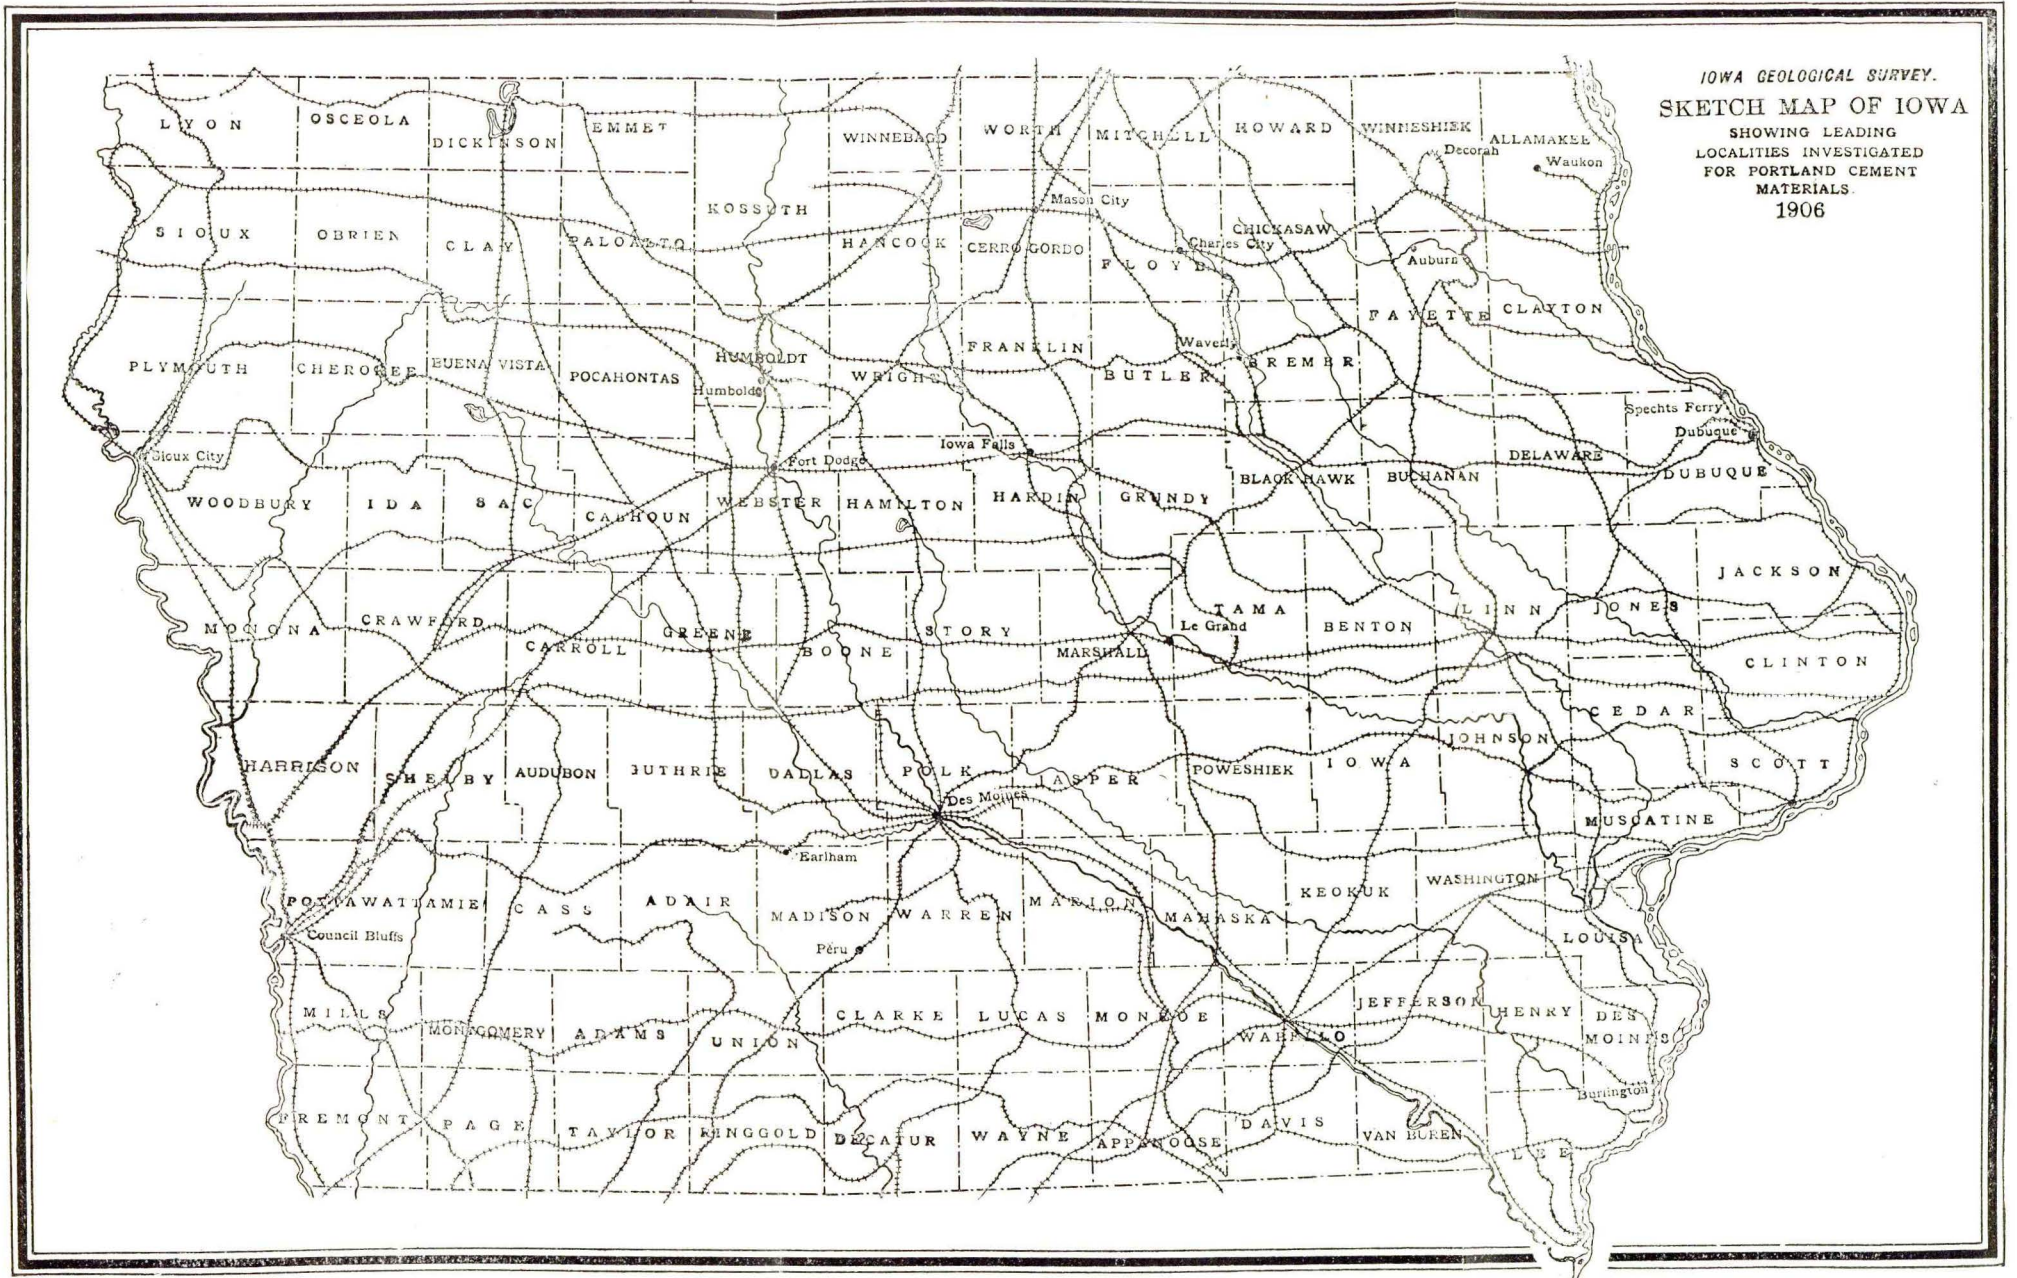 IOWA GEOLOGICAL SURVEY.
SKETCH MAP OF IOWA
SHOWING LEADING
LOCALITIES INVESTIGATED
FOR PORTLAND CEMENT
MATERIALS.
1906
LYON
OSCEOLA
DICKINSON
EMMET
WINNEBAGO
WORTH
MITCHELL
HOWARD
WINNESHIEK
ALLAMAKEE
Decorah
Waukon
KOSSUTH
Mason City
SIOUX
OBRIEN
CLAY
PALOALTO
HANCOCK
CERRO GORDO
FLOYD
Charles City
CHICKASAW
Auburn
FAYETTE
CLAYTON
PLYMOUTH
CHEROKEE
BUENA VISTA
POCAHONTAS
HUMBOLDT
Humboldt
WRIGHT
FRANKLIN
BUTLER
Waverly
BREMER
Spechts Ferry
Dubuque
Sioux City
Fort Dodge
Iowa Falls
WOODBURY
IDA
SAC
CALHOUN
WEBSTER
HAMILTON
HARDIN
GRUNDY
BLACK HAWK
BUCHANAN
DELAWARE
DUBUQUE
MONONA
CRAWFORD
CARROLL
GREENE
BOONE
STORY
MARSHALL
TAMA
Le Grand
BENTON
LINN
JONES
JACKSON
CLINTON
HARRISON
SHELBY
AUDUBON
GUTHRIE
DALLAS
POLK
Des Moines
JASPER
POWESHIEK
IOWA
JOHNSON
CEDAR
SCOTT
MUSCATINE
Earlham
POTTAWATTAMIE
Council Bluffs
CASS
ADAIR
MADISON
Peru
WARREN
MARION
MAHASKA
KEOKUK
WASHINGTON
LOUISA
MILLS
MONTGOMERY
ADAMS
UNION
CLARKE
LUCAS
MONROE
WAPELLO
JEFFERSON
HENRY
DES
MOINES
Burlington
FREMONT
PAGE
TAYLOR
RINGGOLD
DECATUR
WAYNE
APPANOOSE
DAVIS
VAN BUREN
LEE